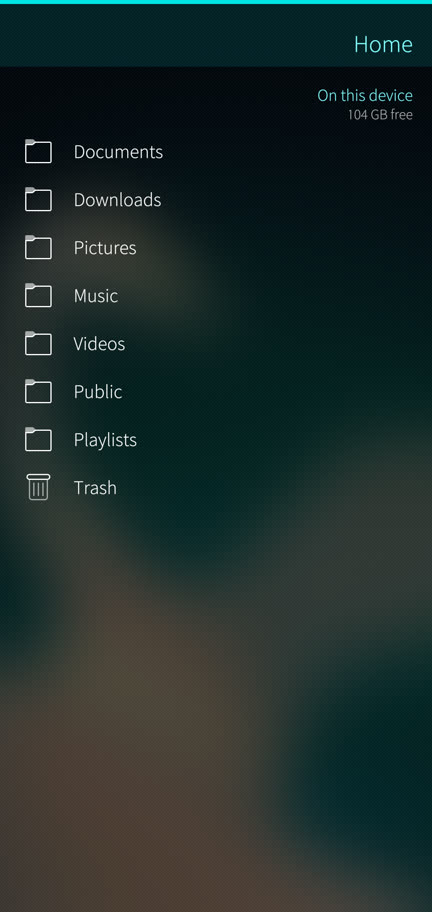 Home
On this device
104 GB free
Documents
Downloads
Pictures
Music
Videos
Public
Playlists
Trash